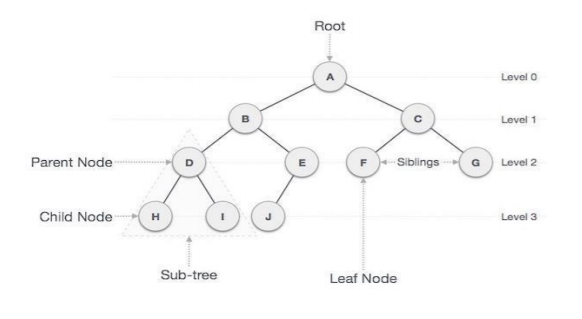 Root
A
Level 0
B
C
Level 1
Parent Node
D
E
F
Siblings
G
Level 2
Child Node
H
I
J
Level 3
Sub-tree
Leaf Node